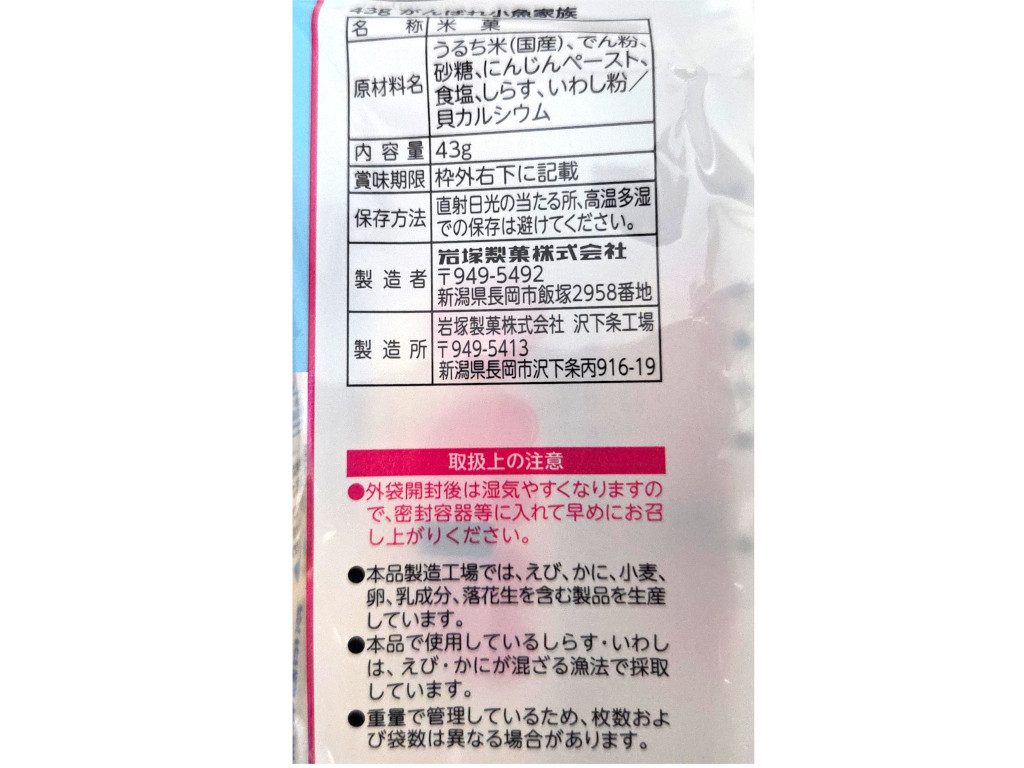 43g がんばれ小魚家族
名称 米菓
原材料名 うるち米(国産)、でん粉、
砂糖、にんじんペースト、
食塩、しらす、いわし粉/
貝カルシウム
内容量 43g
賞味期限 枠外右下に記載
保存方法 直射日光の当たる所、高温多湿
での保存は避けてください。
製造者 岩塚製菓株式会社
〒949-5492
新潟県長岡市飯塚2958番地
製造所 岩塚製菓株式会社 沢下条工場
〒949-5413
新潟県長岡市沢下条丙916-19
取扱上の注意
●外袋開封後は湿気やすくなりますの
で、密封容器等に入れて早めにお召
し上がりください。
●本品製造工場では、えび、かに、小麦、
卵、乳成分、落花生を含む製品を生産
しています。
●本品で使用しているしらす・いわし
は、えび・かにが混ざる漁法で採取
しています。
●重量で管理しているため、枚数およ
び袋数は異なる場合があります。